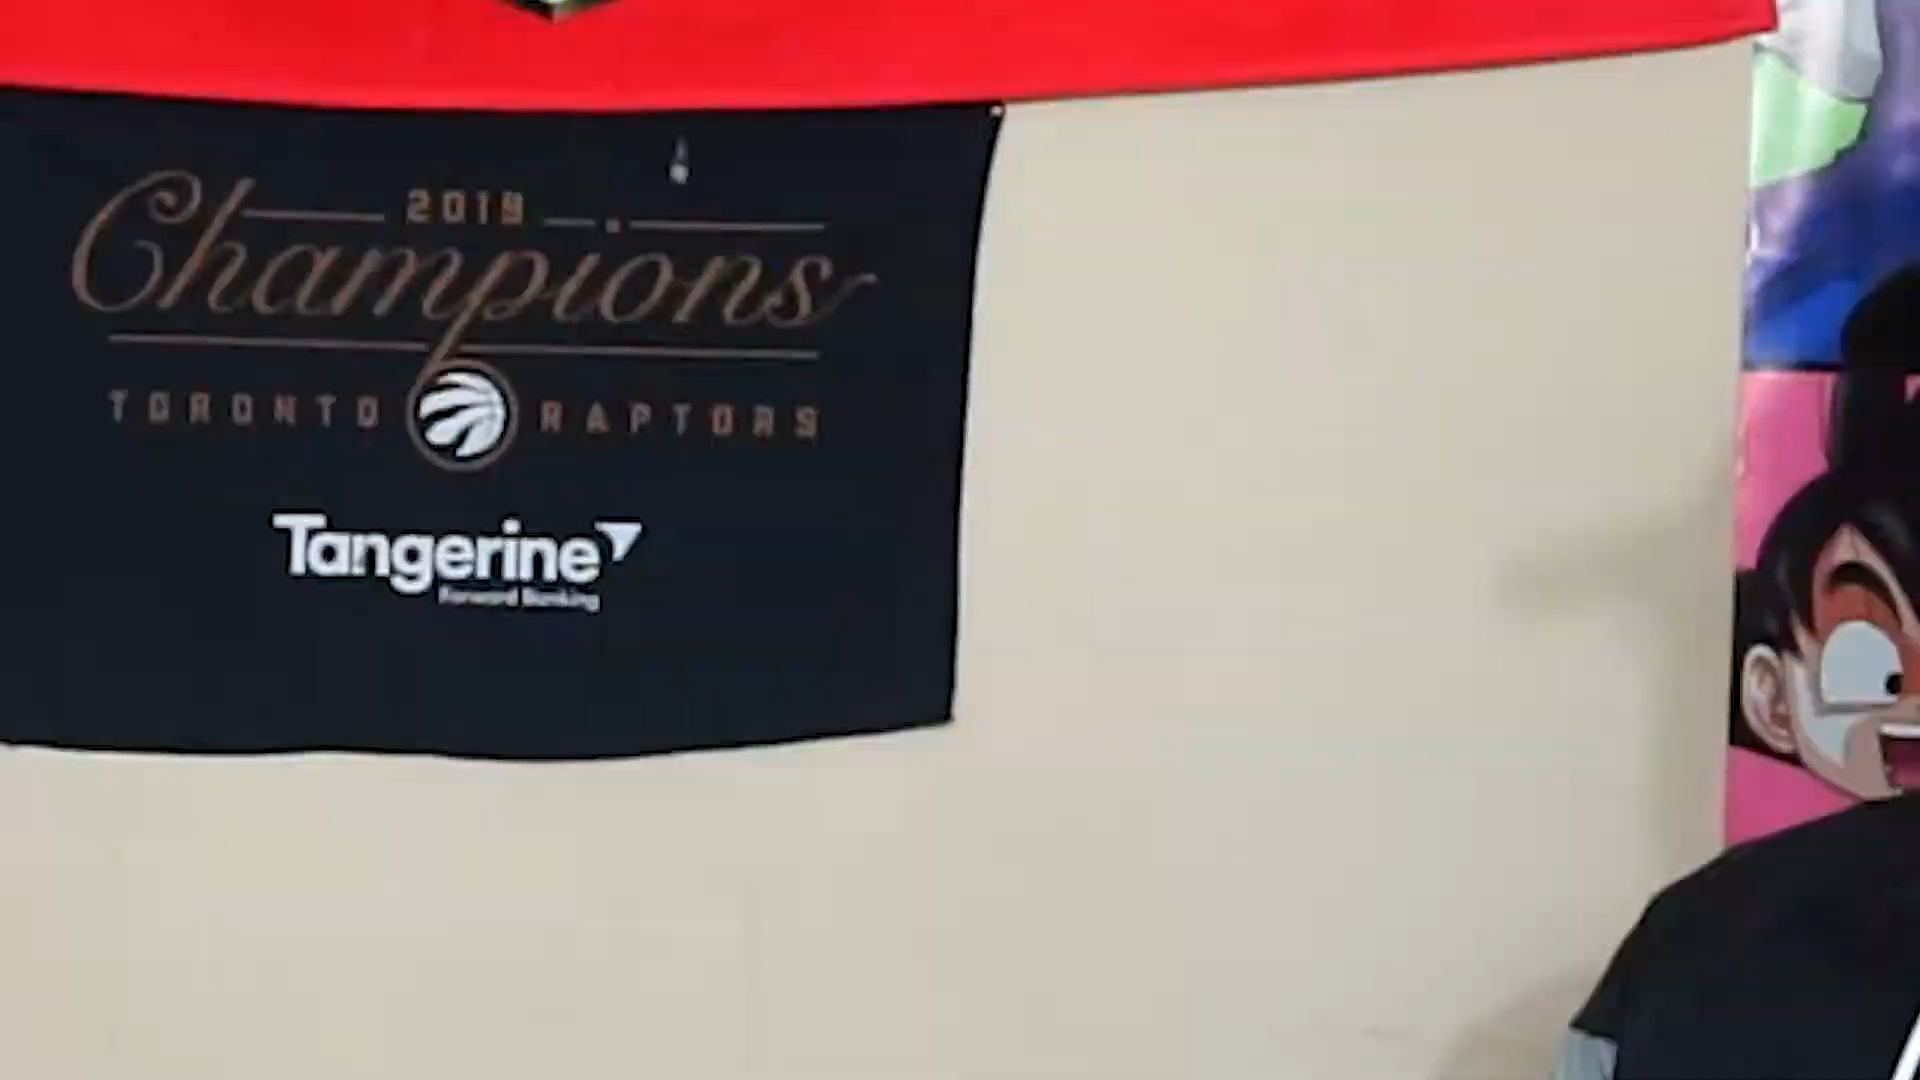 2019
Champions
TORONTO RAPTORS
Tangerine
Forward Banking